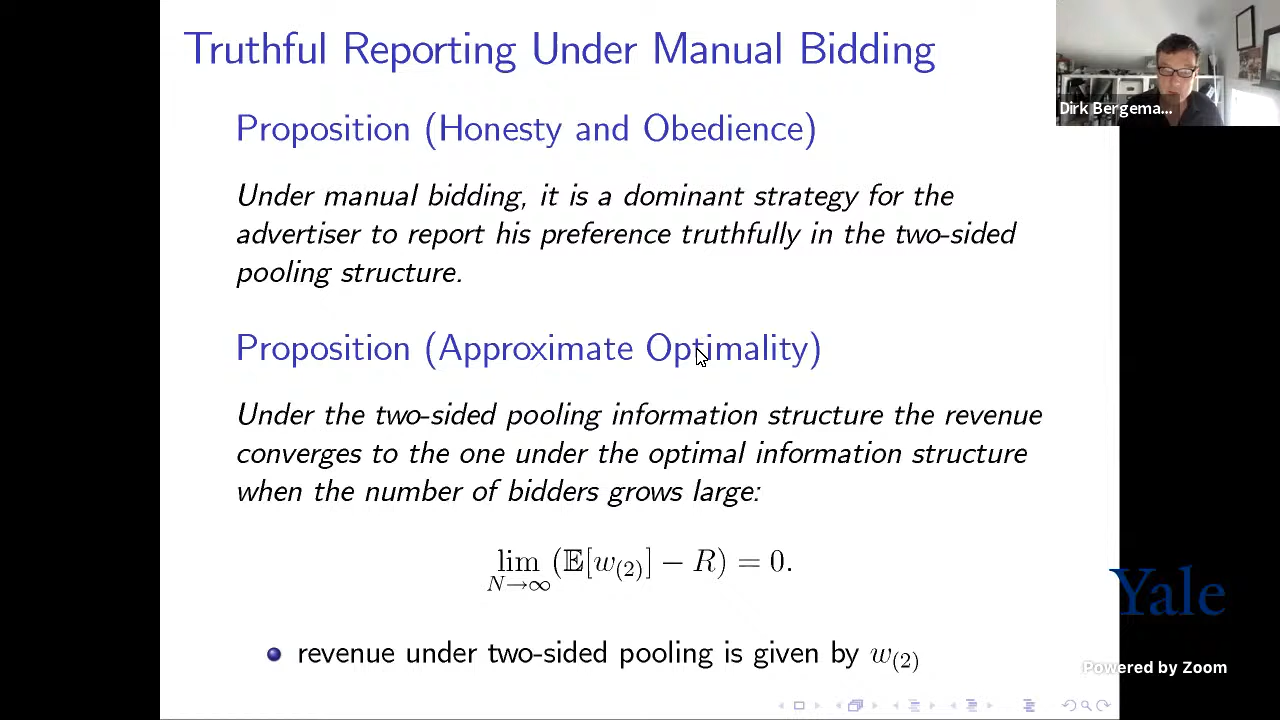 Truthful Reporting Under Manual Bidding
Dirk Bergema...
Proposition (Honesty and Obedience)
Under manual bidding, it is a dominant strategy for the
advertiser to report his preference truthfully in the two-sided
pooling structure.
Proposition (Approximate Optimality)
Under the two-sided pooling information structure the revenue
converges to the one under the optimal information structure
when the number of bidders grows large:
lim_{N→∞} (𝔼[w_{(2)}] − R) = 0.
Yale
• revenue under two-sided pooling is given by w_{(2)}
Powered by Zoom